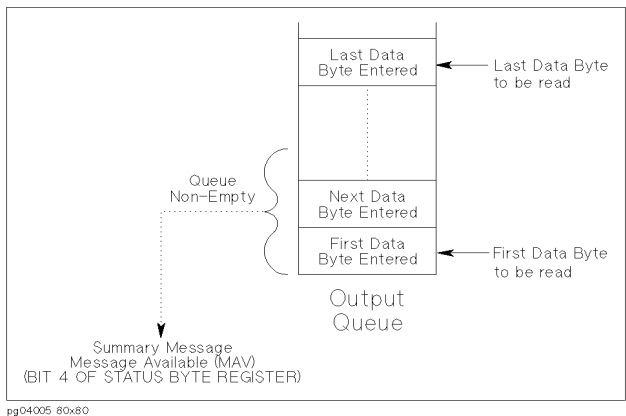 Last Data
Byte Entered
Last Data Byte
to be read
Queue
Non-Empty
Next Data
Byte Entered
First Data
Byte Entered
First Data Byte
to be read
Output
Queue
Summary Message
Message Available (MAV)
(BIT 4 OF STATUS BYTE REGISTER)
pg04005 80x80